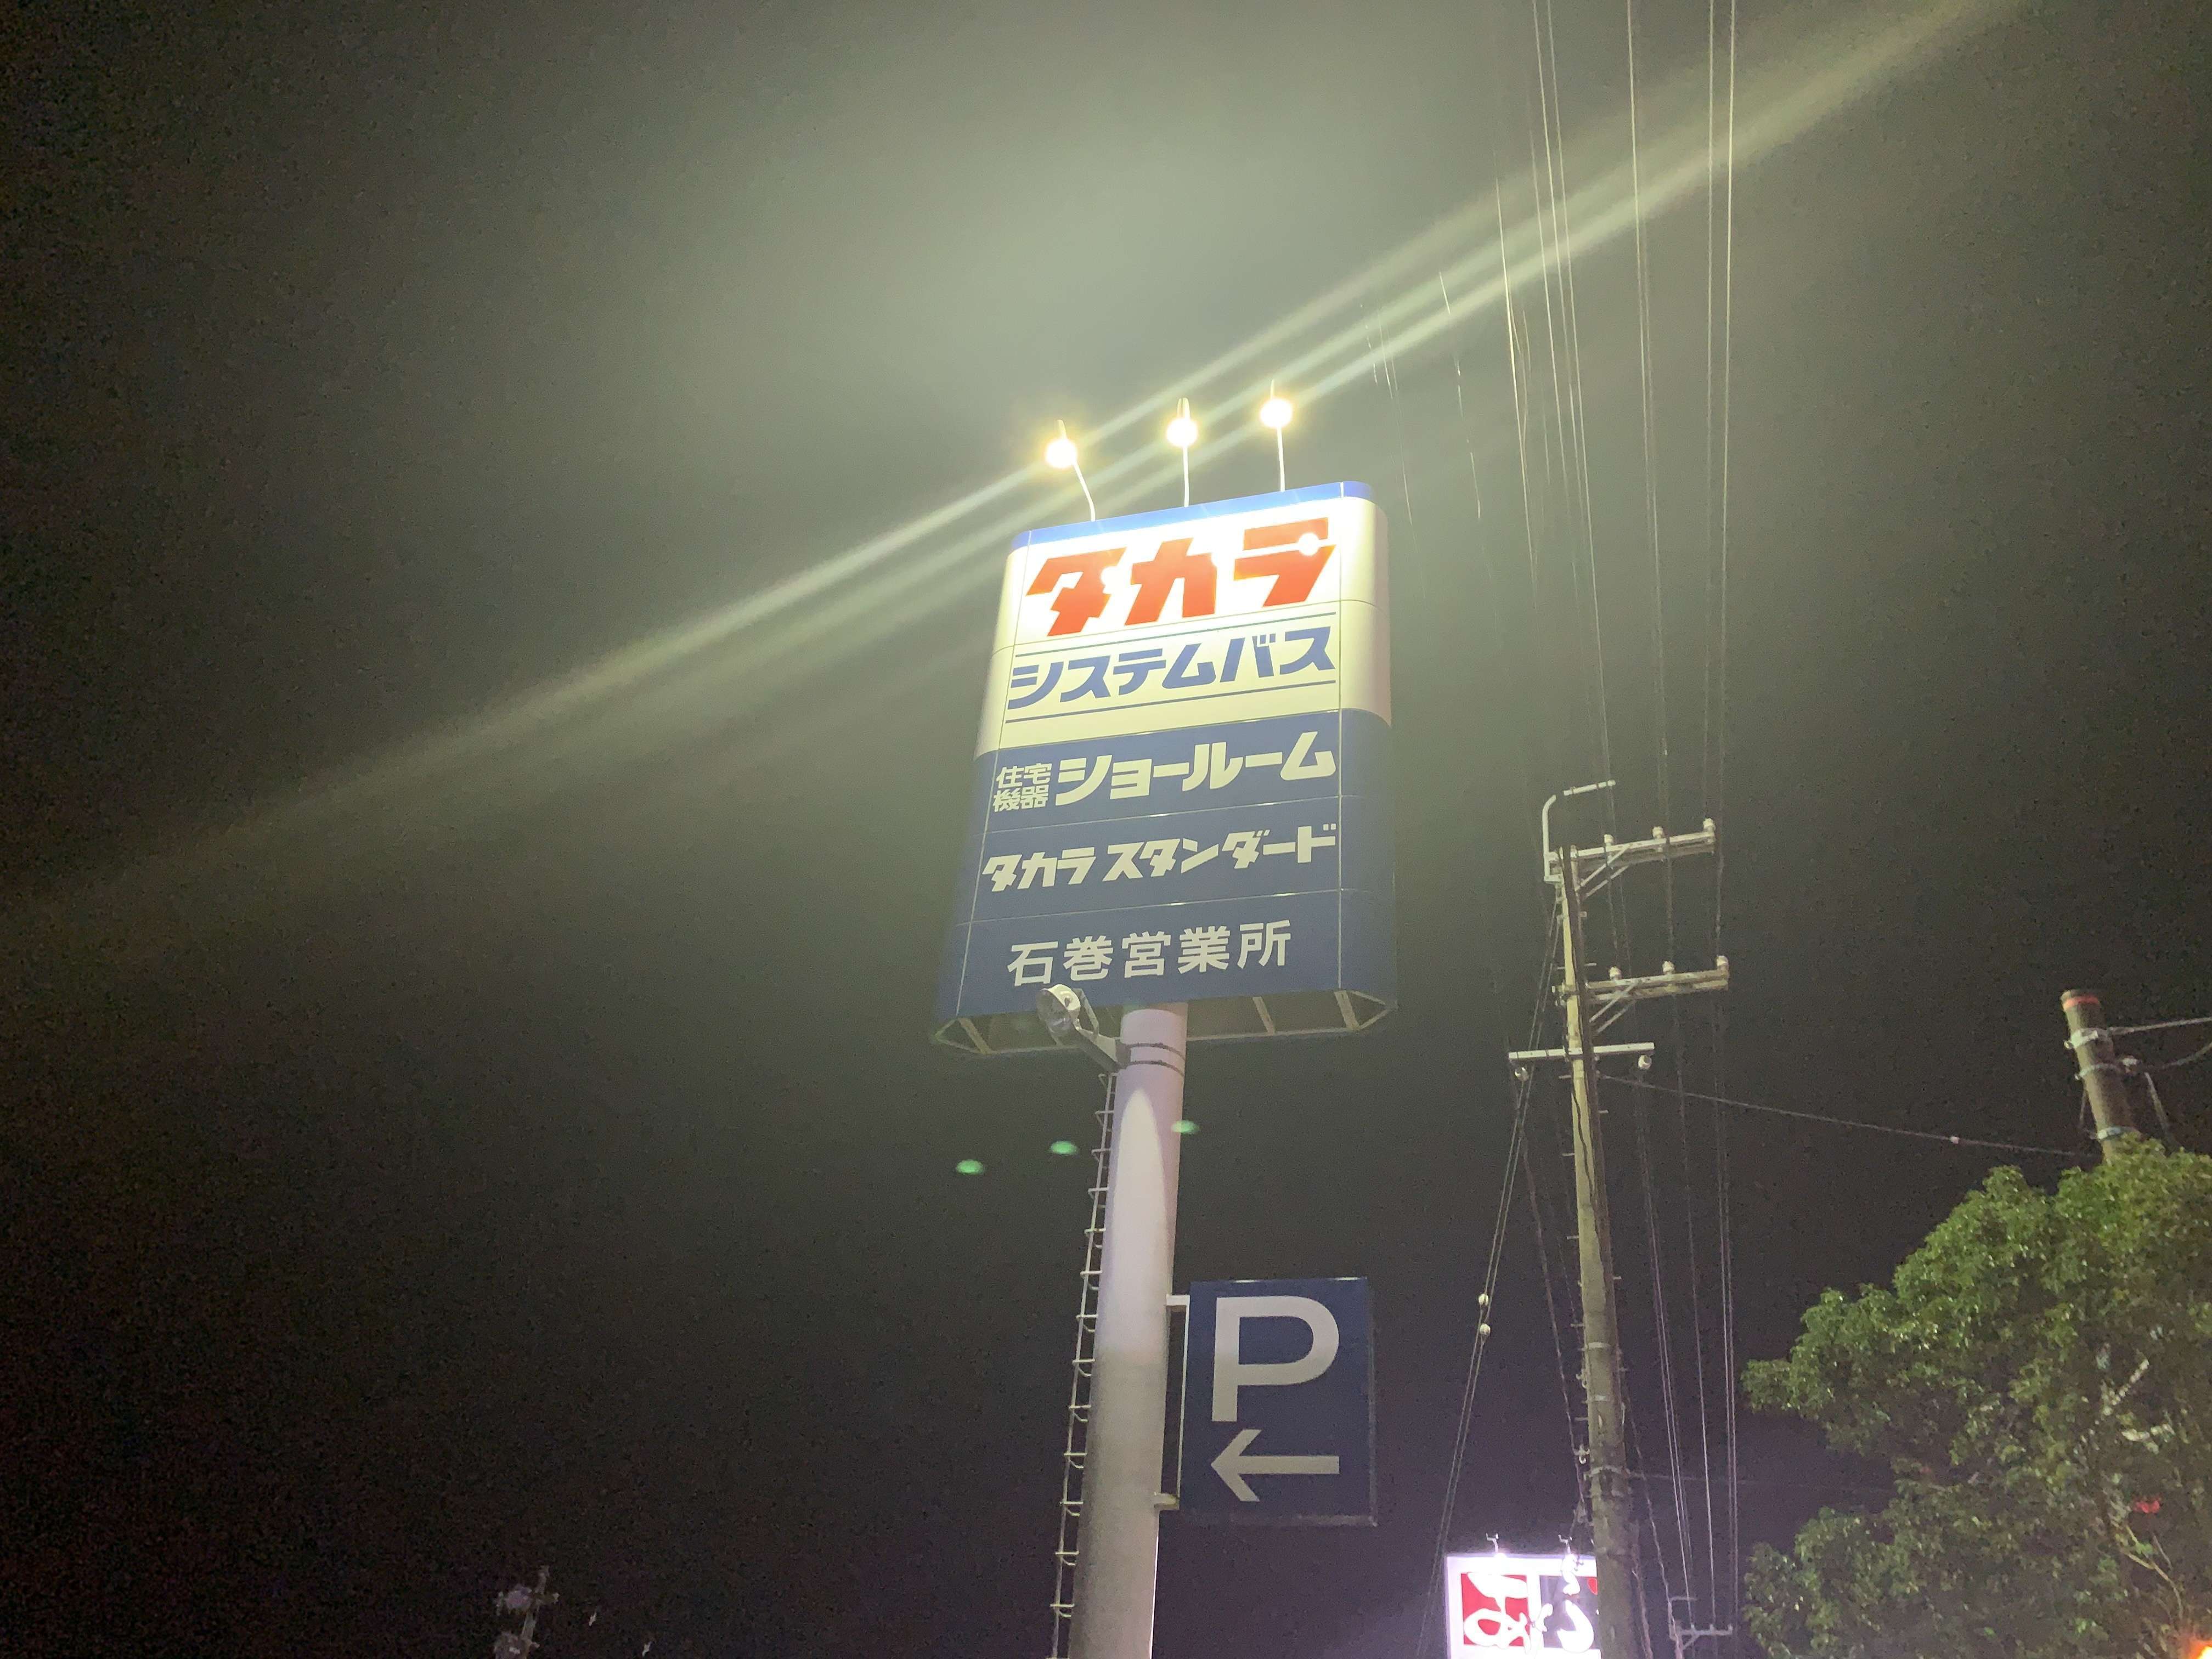 タカラ
システムバス
住宅機器 ショールーム
タカラスタンダード
石巻営業所
P
←